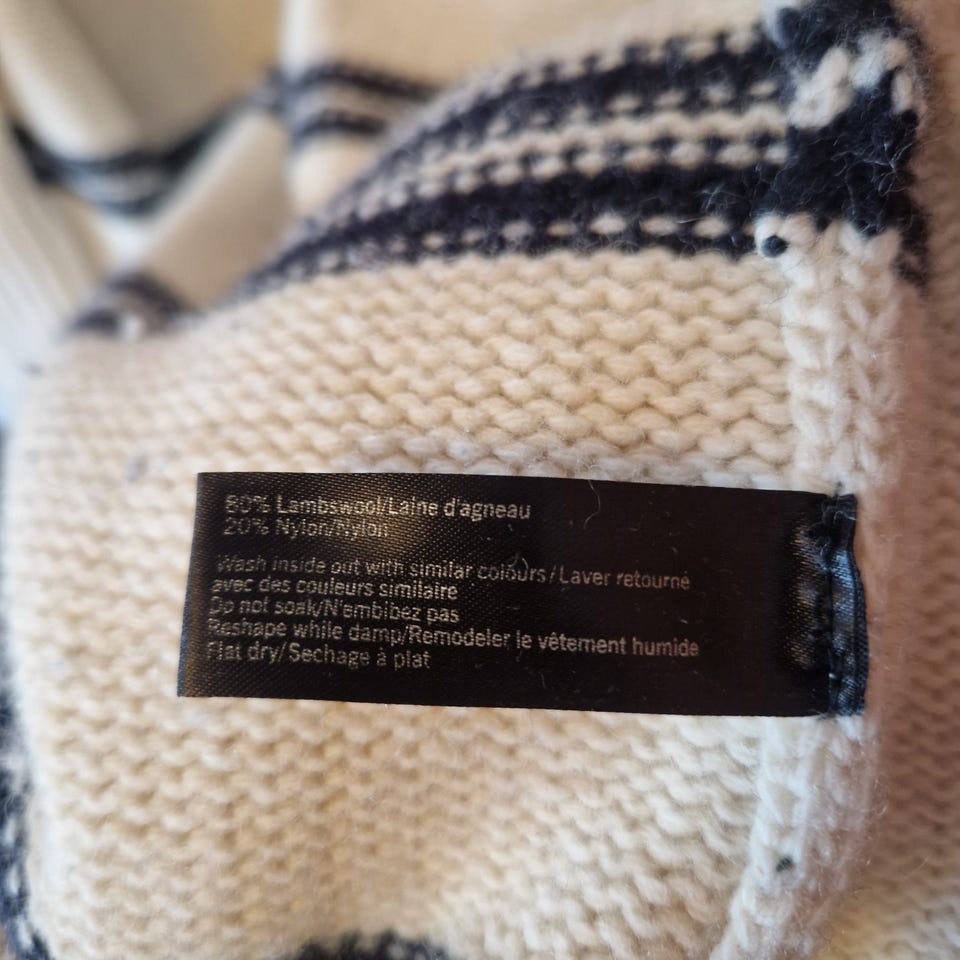 80% Lambswool/Laine d'agneau
20% Nylon/Nylon
Wash inside out with similar colours/Laver retourné
avec des couleurs similaire
Do not soak/N'embibez pas
Reshape while damp/Remodeler le vêtement humide
Flat dry/Sechage à plat